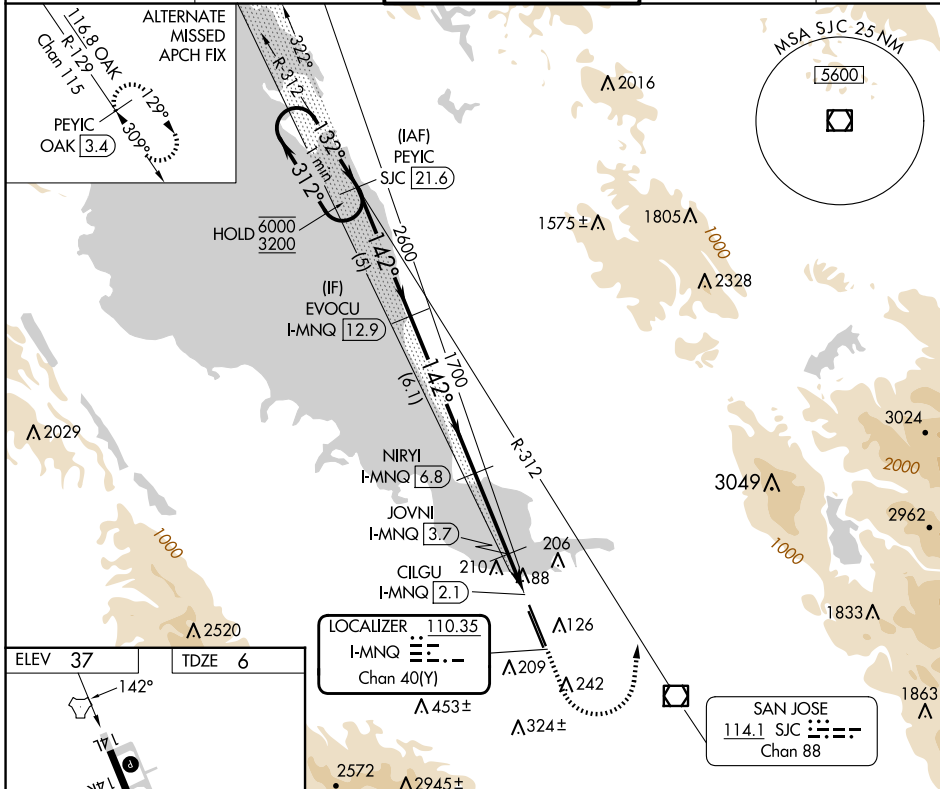 ALTERNATE
MISSED
APCH FIX
116.8 OAK
R-129
Chan 115
129°
309°
PEYIC
OAK 3.4
MSA SJC 25 NM
5600
322°
R-312
132°
1 min
312°
(IAF)
PEYIC
SJC 21.6
HOLD 6000
3200
2600
(5)
142°
(IF)
EVOCU
I-MNQ 12.9
1700
142°
(6.1)
R-312
NIRYI
I-MNQ 6.8
JOVNI
I-MNQ 3.7
CILGU
I-MNQ 2.1
2016
1575 ±
1805
1000
2328
2029
3024
2000
3049
2962
1000
1000
210
88
206
126
1833
2520
209
242
453±
324±
1863
LOCALIZER 110.35
I-MNQ
Chan 40(Y)
SAN JOSE
114.1 SJC
Chan 88
ELEV 37
TDZE 6
142°
14L
P
2572
2945±